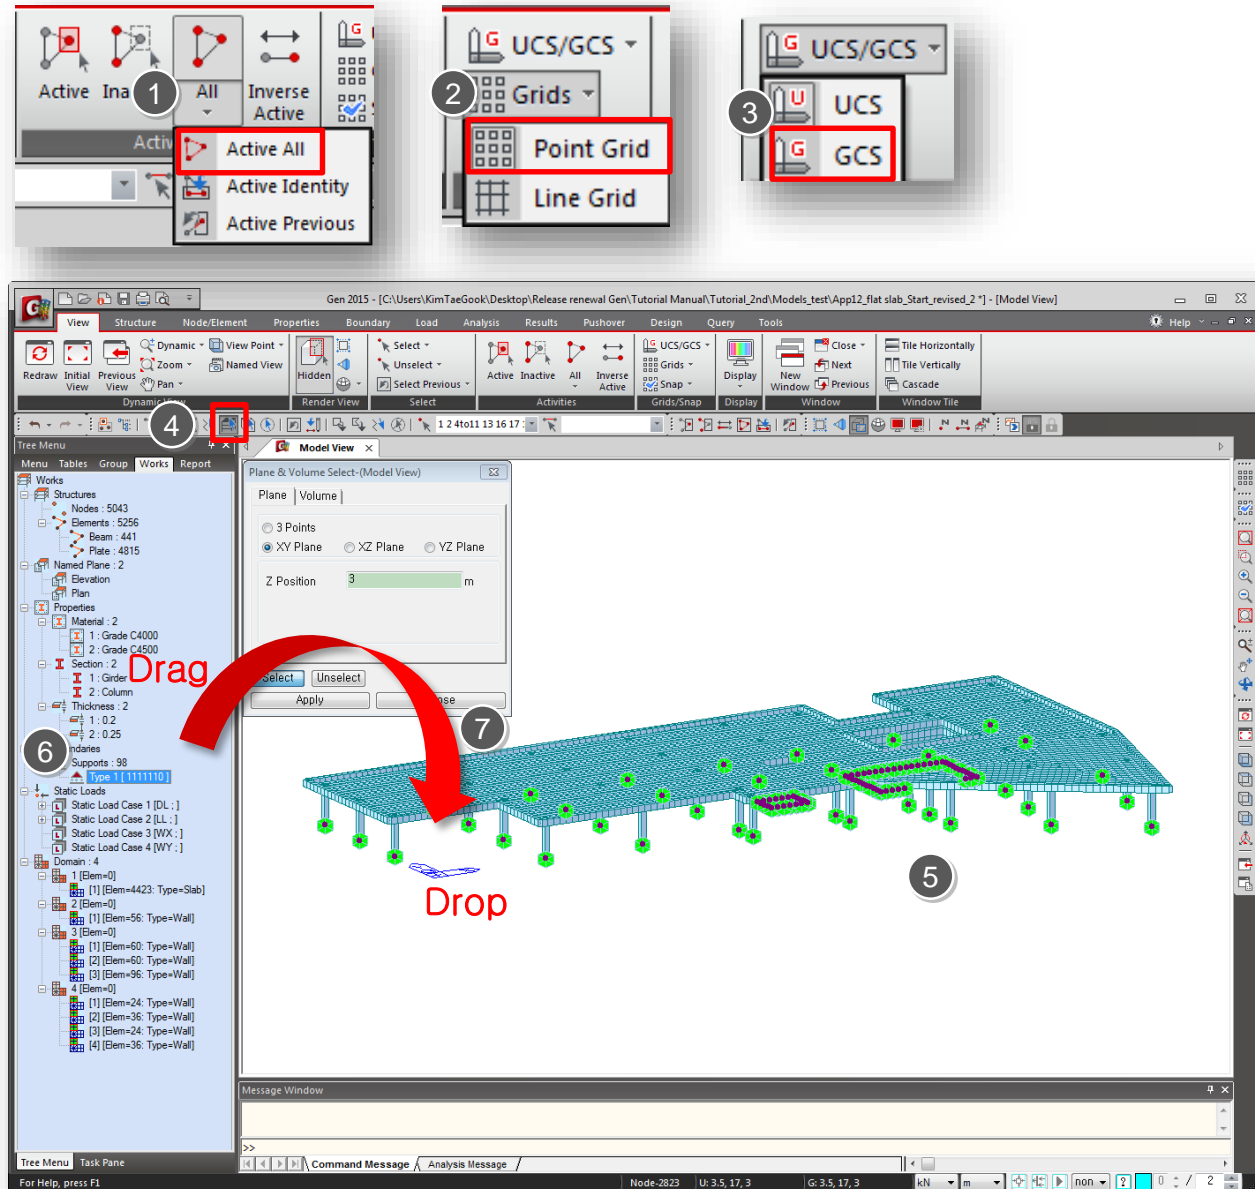 Active
Ina
All
Inverse
Active
Activ
Active All
Active Identity
Active Previous
1
UCS/GCS
Grids
Point Grid
Line Grid
2
UCS/GCS
UCS
GCS
3
Gen 2015 - [C:\Users\KimTaeGook\Desktop\Release renewal Gen\Tutorial Manual\Tutorial_2nd\Models_test\App12_flat slab_Start_revised_2 *] - [Model View]
View Structure Node/Element Properties Boundary Load Analysis Results Pushover Design Query Tools Help
Redraw Initial View Previous View Dynamic Zoom Pan View Point Named View
Hidden
Select Unselect Select Previous
Active Inactive All Inverse Active
UCS/GCS Grids Snap
Display
New Window Close Next Previous
Tile Horizontally Tile Vertically Cascade
Dynamic View Render View Select Activities Grids/Snap Display Window Window Tile
4
1 2 4to11 13 16 17
Tree Menu
Model View
Menu Tables Group Works Report
Works
Structures
Nodes : 5043
Elements : 5256
Beam : 441
Plate : 4815
Named Plane : 2
Elevation
Plan
Properties
Material : 2
1 : Grade C4000
2 : Grade C4500
Section : 2
1 : Girder
2 : Column
Thickness : 2
1 : 0.2
2 : 0.25
ndaries
Supports : 98
Type 1 [ 1111110 ]
6
Static Loads
Static Load Case 1 [DL ; ]
Static Load Case 2 [LL ; ]
Static Load Case 3 [WX ; ]
Static Load Case 4 [WY ; ]
Domain : 4
1 [Elem=0]
[1] [Elem=4423: Type=Slab]
2 [Elem=0]
[1] [Elem=56: Type=Wall]
3 [Elem=0]
[1] [Elem=60: Type=Wall]
[2] [Elem=60: Type=Wall]
[3] [Elem=96: Type=Wall]
4 [Elem=0]
[1] [Elem=24: Type=Wall]
[2] [Elem=36: Type=Wall]
[3] [Elem=24: Type=Wall]
[4] [Elem=36: Type=Wall]
Plane & Volume Select-(Model View)
Plane Volume
3 Points
XY Plane XZ Plane YZ Plane
Z Position 3 m
Select Unselect
Apply
Drag
7
5
Drop
Message Window
>>
Command Message Analysis Message
Tree Menu Task Pane
For Help, press F1
Node-2823 U: 3.5, 17, 3 G: 3.5, 17, 3 kN m non ? 0 / 2